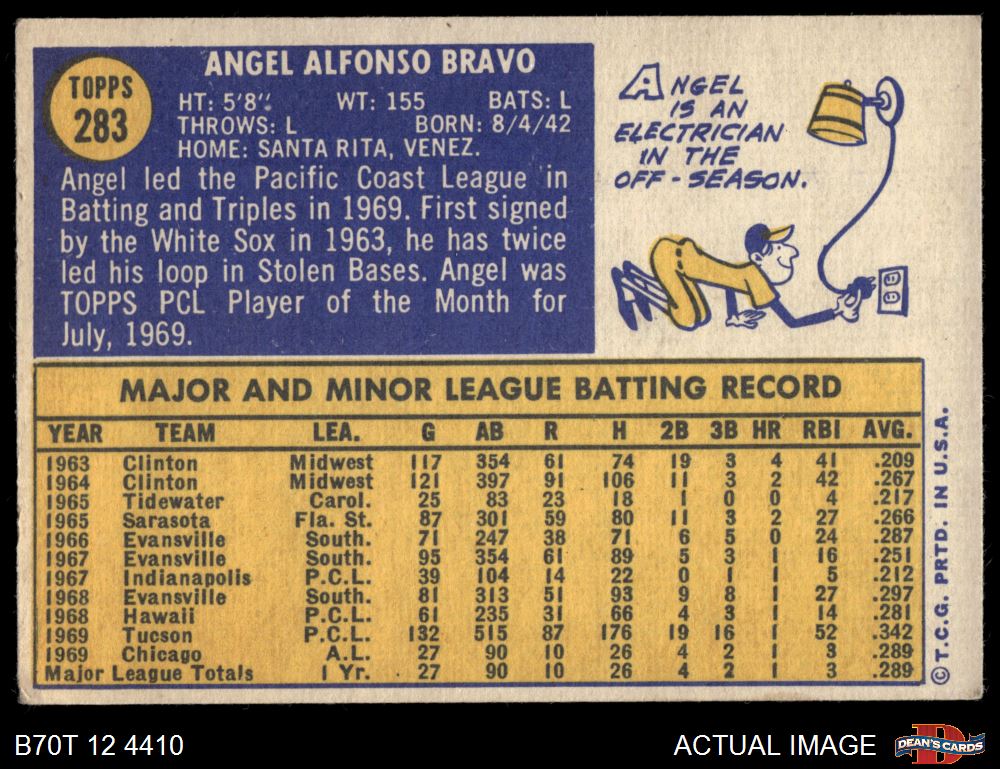 TOPPS
283
ANGEL ALFONSO BRAVO
HT: 5'8" WT: 155 BATS: L
THROWS: L BORN: 8/4/42
HOME: SANTA RITA, VENEZ.
Angel led the Pacific Coast League in
Batting and Triples in 1969. First signed
by the White Sox in 1963, he has twice
led his loop in Stolen Bases. Angel was
TOPPS PCL Player of the Month for
July, 1969.
ANGEL
IS AN
ELECTRICIAN
IN THE
OFF-SEASON.
MAJOR AND MINOR LEAGUE BATTING RECORD
YEAR TEAM LEA. G AB R H 2B 3B HR RBI AVG.
1963 Clinton Midwest 117 354 61 74 19 3 4 41 .209
1964 Clinton Midwest 121 397 91 106 11 3 2 42 .267
1965 Tidewater Carol. 25 83 23 18 1 0 0 4 .217
1965 Sarasota Fla. St. 87 301 59 80 11 3 2 27 .266
1966 Evansville South. 71 247 38 71 6 5 0 24 .287
1967 Evansville South. 95 354 61 89 5 3 1 16 .251
1967 Indianapolis P.C.L. 39 104 14 22 0 1 1 5 .212
1968 Evansville South. 81 313 51 93 9 8 1 27 .297
1968 Hawaii P.C.L. 61 235 31 66 4 3 1 14 .281
1969 Tucson P.C.L. 132 515 87 176 19 16 1 52 .342
1969 Chicago A.L. 27 90 10 26 4 2 1 3 .289
Major League Totals 1 Yr. 27 90 10 26 4 2 1 3 .289
© T.C.G. PRTD. IN U.S.A.
B70T 12 4410
ACTUAL IMAGE
D
DEAN'S CARDS